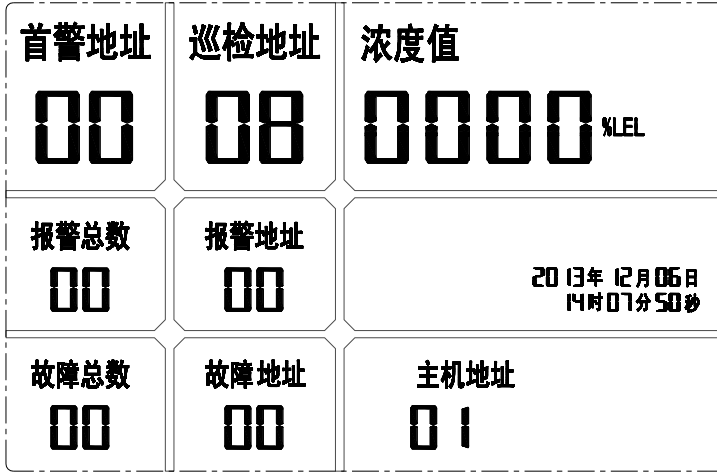 首警地址 巡检地址 浓度值
00 08 0000%LEL
报警总数 报警地址
00 00
2013年 12月06日
14时07分50秒
故障总数 故障地址 主机地址
00 00 01